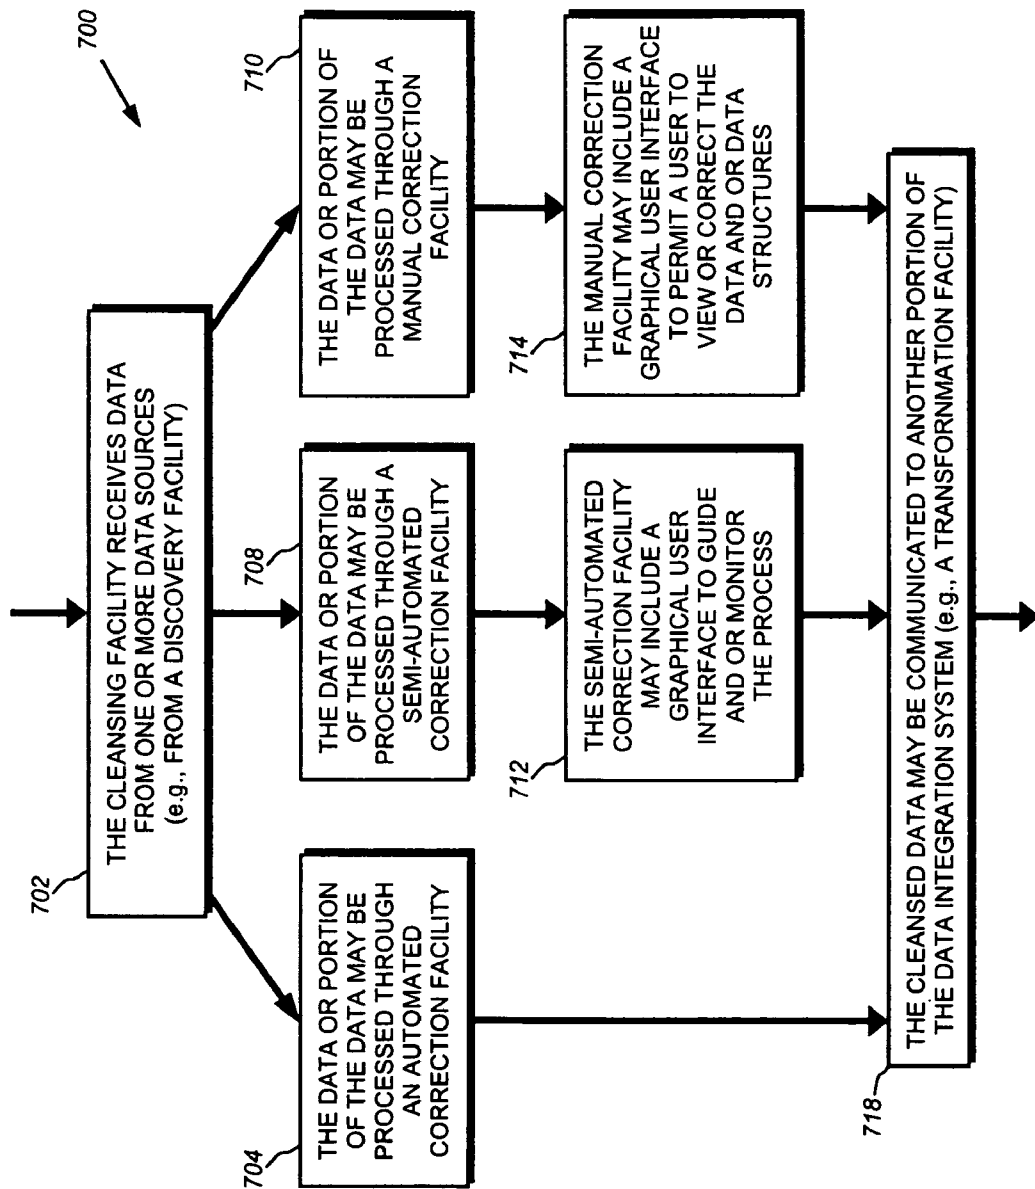 700
702
THE CLEANSING FACILITY RECEIVES DATA
FROM ONE OR MORE DATA SOURCES
(e.g., FROM A DISCOVERY FACILITY)
704
THE DATA OR PORTION
OF THE DATA MAY BE
PROCESSED THROUGH
AN AUTOMATED
CORRECTION FACILITY
708
THE DATA OR PORTION
OF THE DATA MAY BE
PROCESSED THROUGH A
SEMI-AUTOMATED
CORRECTION FACILITY
710
THE DATA OR PORTION OF
THE DATA MAY BE
PROCESSED THROUGH A
MANUAL CORRECTION
FACILITY
712
THE SEMI-AUTOMATED
CORRECTION FACILITY
MAY INCLUDE A
GRAPHICAL USER
INTERFACE TO GUIDE
AND OR MONITOR
THE PROCESS
714
THE MANUAL CORRECTION
FACILITY MAY INCLUDE A
GRAPHICAL USER INTERFACE
TO PERMIT A USER TO
VIEW OR CORRECT THE
DATA AND OR DATA
STRUCTURES
718
THE CLEANSED DATA MAY BE COMMUNICATED TO ANOTHER PORTION OF
THE DATA INTEGRATION SYSTEM (e.g., A TRANSFORNMATION FACILITY)